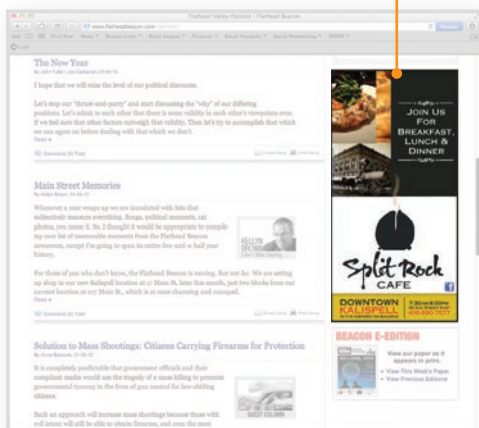 Flathead Valley Opinion | Flathead Beacon
www.flatheadbeacon.com
Reader
The New Year
I hope that we will raise the level of our political discourse.
Let's stop our "thrust-and-parry" and start discussing the "why" of our differing
positions. Let's admit to each other that there is some validity in each other's viewpoints even
if we feel that other factors outweigh that validity. Then let's try to accomplish that which
we can agree on before dealing with that which we don't.
Main Street Memories
Whenever a year wraps up we are inundated with lists that
subjectively measure everything. Songs, political moments, cat
photos, you name it. So, I thought it would be appropriate to compile
my own list of memorable moments from the Flathead Beacon
newsroom, except I'm going to span its entire five-and-a-half year
history.
KELLYN
BROWN
Like I Was Saying...
For those of you who don't know, the Flathead Beacon is moving. But not far. We are setting
up shop in our new Kalispell location at 17 Main St. later this month, just two blocks from our
current location at 217 Main St., which is at once charming and cramped.
Solution to Mass Shootings: Citizens Carrying Firearms for Protection
It is completely predictable that government officials and their
compliant media would use the tragedy of a mass killing to promote
governmental tyranny in the form of gun control for law-abiding
citizens.
GUEST COLUMN
Such an approach will increase mass shootings because those with
evil intent will still be able to obtain firearms, and even the most
JOIN US
FOR
BREAKFAST,
LUNCH &
DINNER
Split Rock
CAFE
DOWNTOWN
KALISPELL
BEACON E-EDITION
View our paper as it
appears in print.
• View This Week's Paper
• View Previous Editions